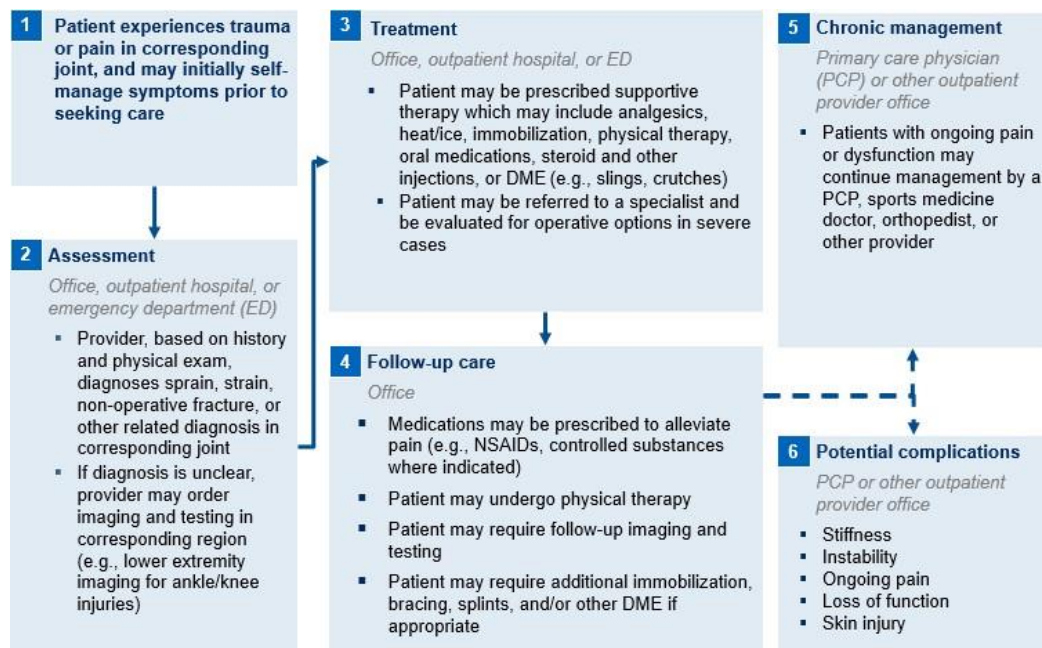 1 Patient experiences trauma
or pain in corresponding
joint, and may initially self-
manage symptoms prior to
seeking care
2 Assessment
Office, outpatient hospital, or
emergency department (ED)
▪ Provider, based on history
and physical exam,
diagnoses sprain, strain,
non-operative fracture, or
other related diagnosis in
corresponding joint
▪ If diagnosis is unclear,
provider may order
imaging and testing in
corresponding region
(e.g., lower extremity
imaging for ankle/knee
injuries)
3 Treatment
Office, outpatient hospital, or ED
▪ Patient may be prescribed supportive
therapy which may include analgesics,
heat/ice, immobilization, physical therapy,
oral medications, steroid and other
injections, or DME (e.g., slings, crutches)
▪ Patient may be referred to a specialist and
be evaluated for operative options in severe
cases
4 Follow-up care
Office
▪ Medications may be prescribed to alleviate
pain (e.g., NSAIDs, controlled substances
where indicated)
▪ Patient may undergo physical therapy
▪ Patient may require follow-up imaging and
testing
▪ Patient may require additional immobilization,
bracing, splints, and/or other DME if
appropriate
5 Chronic management
Primary care physician
(PCP) or other outpatient
provider office
▪ Patients with ongoing pain
or dysfunction may
continue management by a
PCP, sports medicine
doctor, orthopedist, or
other provider
6 Potential complications
PCP or other outpatient
provider office
▪ Stiffness
▪ Instability
▪ Ongoing pain
▪ Loss of function
▪ Skin injury